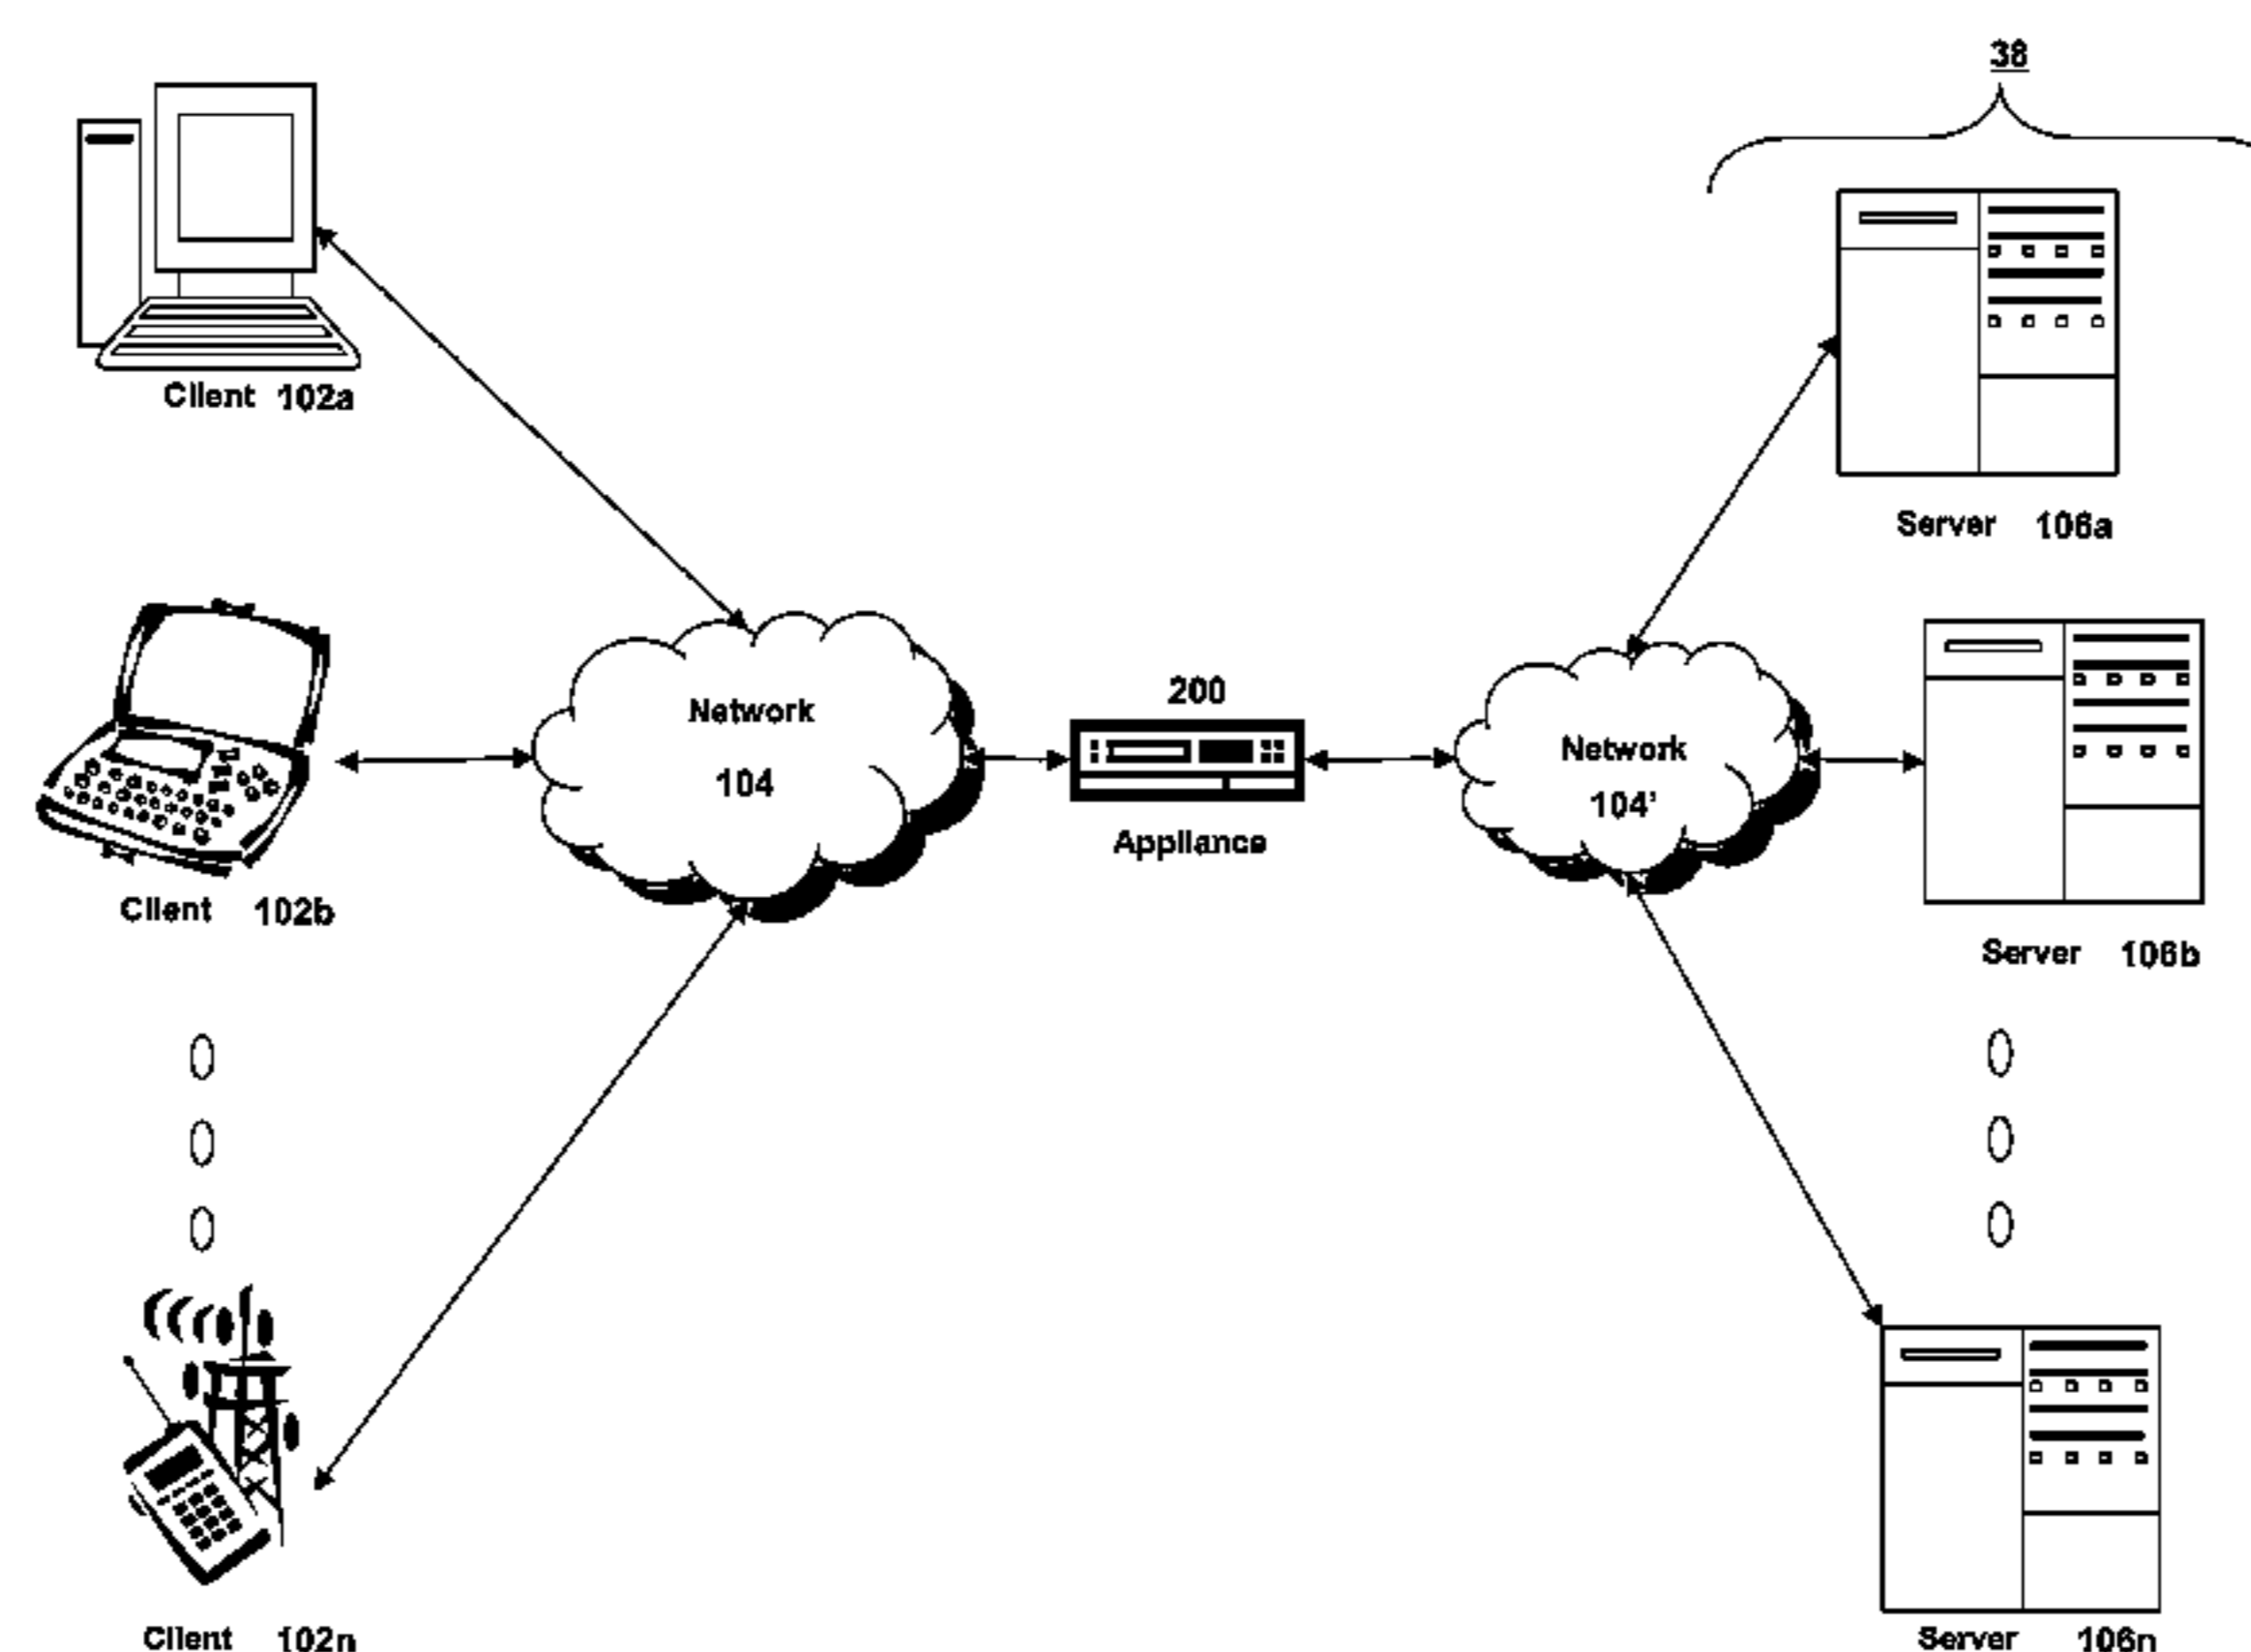 38
Client 102a
Server 106a
Network
104
200
Appliance
Network
104'
Client 102b
Server 106b
Client 102n
Server 106n